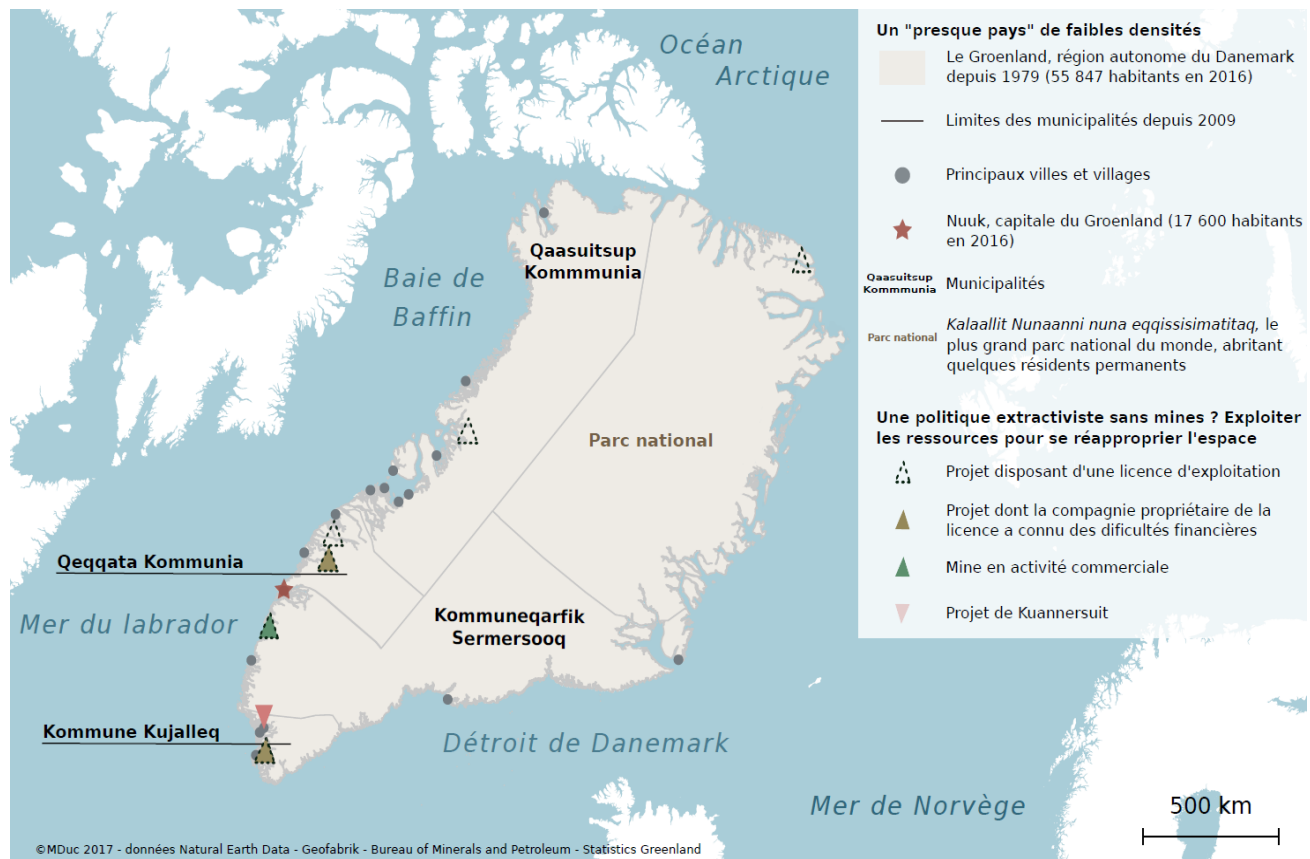 Océan
Arctique
Baie de
Baffin
Qaasuitsup
Kommmunia
Parc national
Qeqqata Kommunia
Mer du labrador
Kommuneqarfik
Sermersooq
Kommune Kujalleq
Détroit de Danemark
Mer de Norvège
500 km
©MDuc 2017 - données Natural Earth Data - Geofabrik - Bureau of Minerals and Petroleum - Statistics Greenland
Un "presque pays" de faibles densités
Le Groenland, région autonome du Danemark
depuis 1979 (55 847 habitants en 2016)
Limites des municipalités depuis 2009
Principaux villes et villages
Nuuk, capitale du Groenland (17 600 habitants
en 2016)
Qaasuitsup
Kommmunia
Municipalités
Parc national
Kalaallit Nunaanni nuna eqqissisimatitaq, le
plus grand parc national du monde, abritant
quelques résidents permanents
Une politique extractiviste sans mines ? Exploiter
les ressources pour se réapproprier l'espace
Projet disposant d'une licence d'exploitation
Projet dont la compagnie propriétaire de la
licence a connu des dificultés financières
Mine en activité commerciale
Projet de Kuannersuit